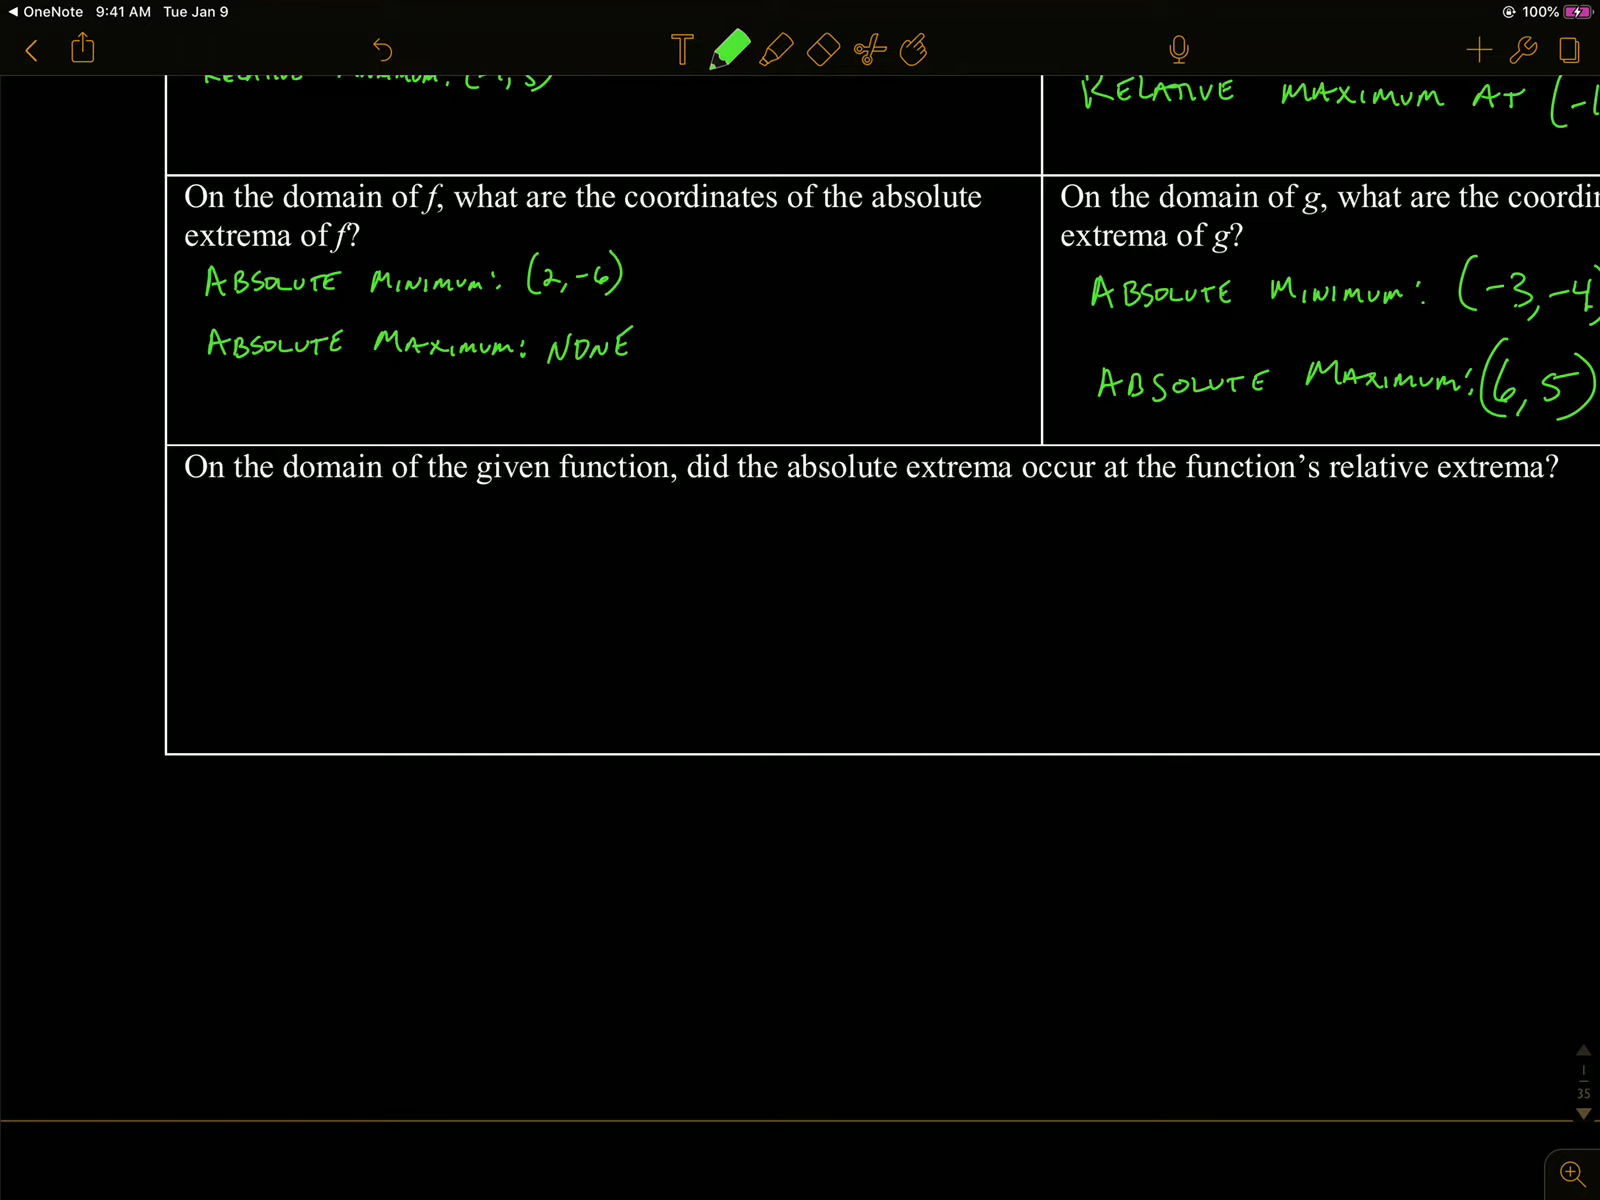 ◄ OneNote 9:41 AM Tue Jan 9
100%
T
RELATIVE MAXIMUM AT (-1
On the domain of f, what are the coordinates of the absolute
extrema of f?
ABSOLUTE MINIMUM: (2,-6)
ABSOLUTE MAXIMUM: NONE
On the domain of g, what are the coordi
extrema of g?
ABSOLUTE MINIMUM: (-3,-4)
ABSOLUTE MAXIMUM: (6, 5)
On the domain of the given function, did the absolute extrema occur at the function's relative extrema?
1
35